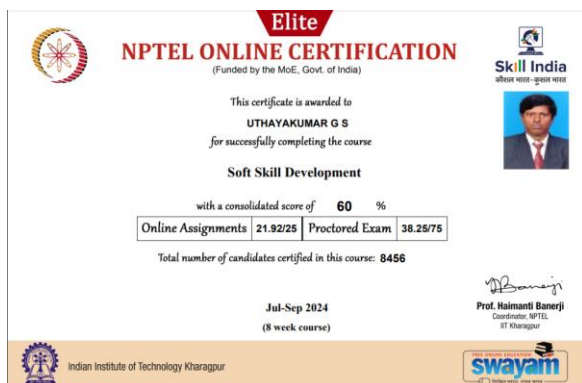 Elite
NPTEL ONLINE CERTIFICATION
(Funded by the MoE, Govt. of India)
Skill India
कौशल भारत - कुशल भारत
This certificate is awarded to
UTHAYAKUMAR G S
for successfully completing the course
Soft Skill Development
with a consolidated score of 60 %
Online Assignments 21.92/25 Proctored Exam 38.25/75
Total number of candidates certified in this course: 8456
Jul-Sep 2024
(8 week course)
Prof. Haimanti Banerji
Coordinator, NPTEL
IIT Kharagpur
Indian Institute of Technology Kharagpur
FREE ONLINE EDUCATION
swayam